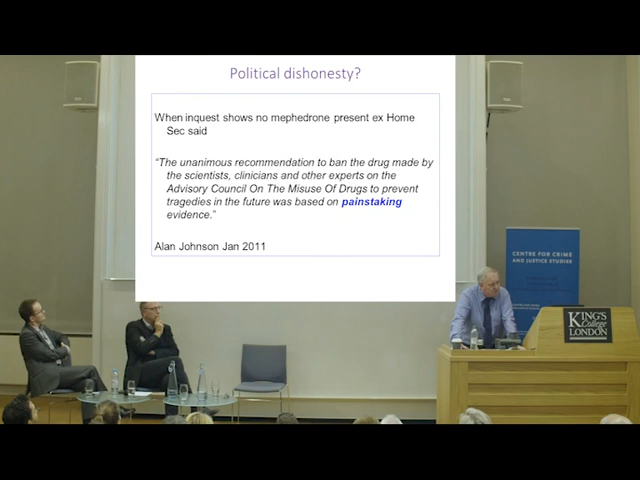 Political dishonesty?
When inquest shows no mephedrone present ex Home
Sec said
“The unanimous recommendation to ban the drug made by
the scientists, clinicians and other experts on the
Advisory Council On The Misuse Of Drugs to prevent
tragedies in the future was based on painstaking
evidence.”
Alan Johnson Jan 2011
CENTRE FOR CRIME
AND JUSTICE STUDIES
KING'S
College
LONDON